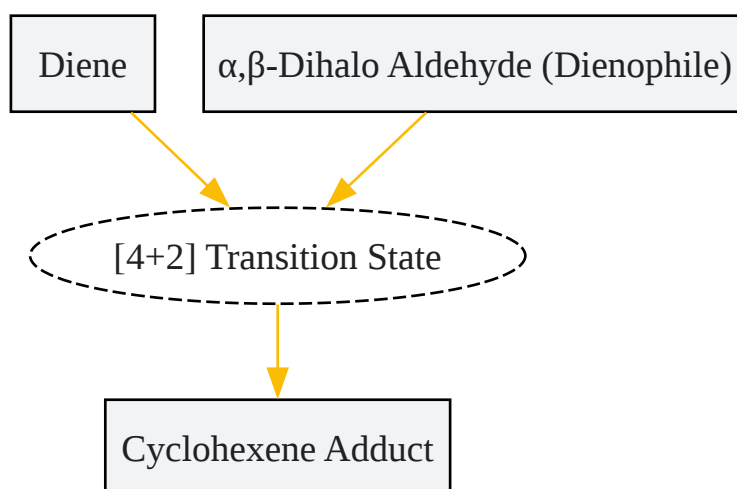 Diene
α,β-Dihalo Aldehyde (Dienophile)
[4+2] Transition State
Cyclohexene Adduct